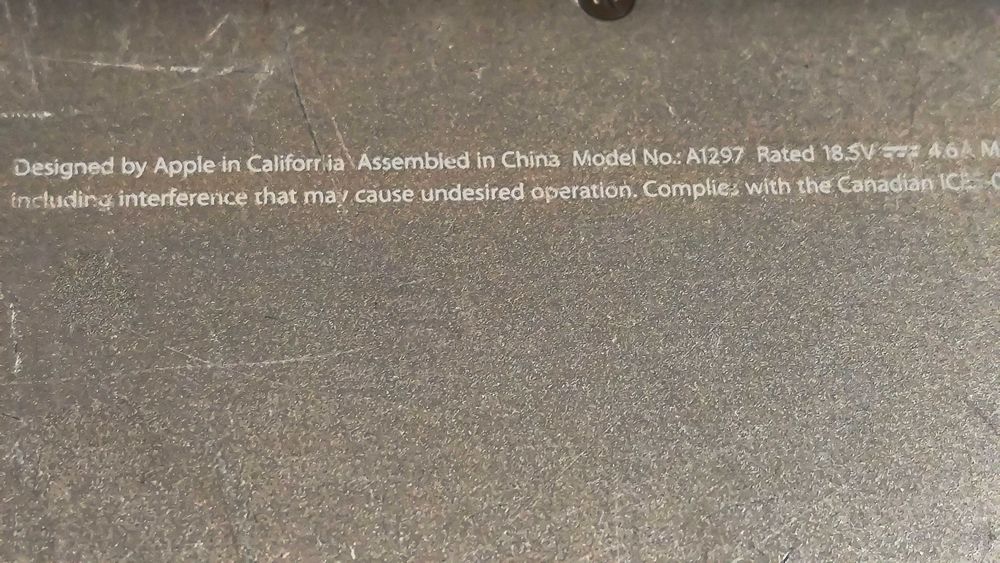 Designed by Apple in California Assembled in China Model No.: A1297 Rated 18.5V ⎓ 4.6A M
including interference that may cause undesired operation. Complies with the Canadian ICES-